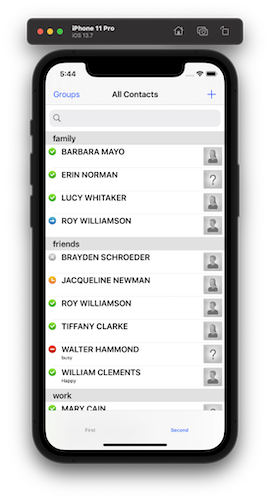 iPhone 11 Pro
iOS 13.7
5:44
Groups
All Contacts
family
BARBARA MAYO
ERIN NORMAN
LUCY WHITAKER
ROY WILLIAMSON
friends
BRAYDEN SCHROEDER
JACQUELINE NEWMAN
ROY WILLIAMSON
TIFFANY CLARKE
WALTER HAMMOND
busy
WILLIAM CLEMENTS
Happy
work
MARY CAIN
First
Second